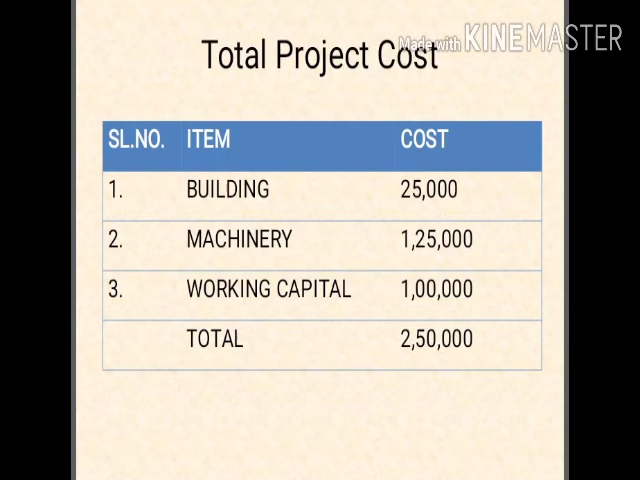 Made with KINEMASTER
Total Project Cost
SL.NO. ITEM COST
1. BUILDING 25,000
2. MACHINERY 1,25,000
3. WORKING CAPITAL 1,00,000
TOTAL 2,50,000